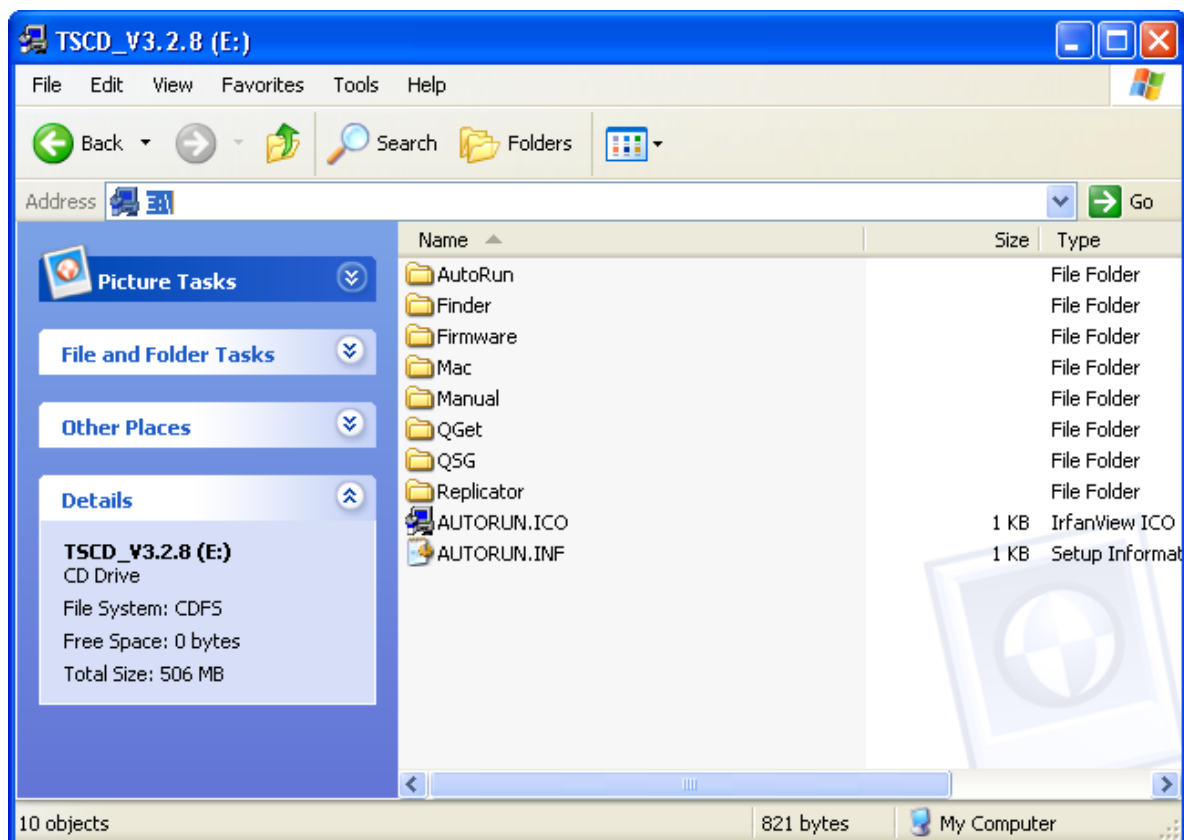 TSCD_V3.2.8 (E:)
File Edit View Favorites Tools Help
Back Search Folders
Address E:\ Go
Picture Tasks
File and Folder Tasks
Other Places
Details
TSCD_V3.2.8 (E:)
CD Drive
File System: CDFS
Free Space: 0 bytes
Total Size: 506 MB
Name Size Type
AutoRun File Folder
Finder File Folder
Firmware File Folder
Mac File Folder
Manual File Folder
QGet File Folder
QSG File Folder
Replicator File Folder
AUTORUN.ICO 1 KB IrfanView ICO
AUTORUN.INF 1 KB Setup Informat
10 objects 821 bytes My Computer